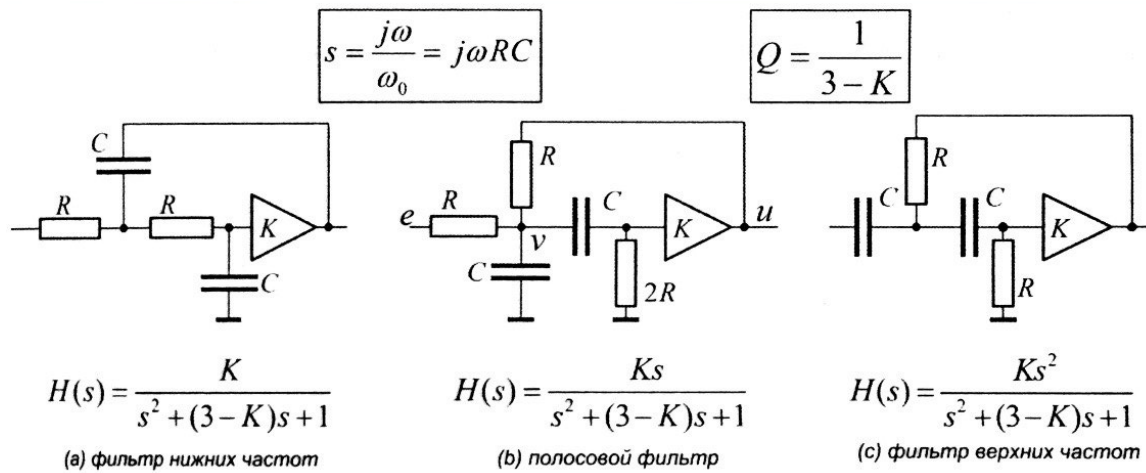 s = jω/ω₀ = jωRC
Q = 1/(3 − K)
C R R K C
e R R v C C 2R K u
C R C R K
H(s) = K/(s² + (3 − K)s + 1)
H(s) = Ks/(s² + (3 − K)s + 1)
H(s) = Ks²/(s² + (3 − K)s + 1)
(a) фильтр нижних частот
(b) полосовой фильтр
(c) фильтр верхних частот